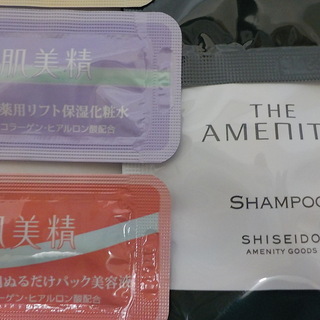 肌美精
薬用リフト保湿化粧水
コラーゲン・ヒアルロン酸配合
肌美精
ぬるだけパック美容液
コラーゲン・ヒアルロン酸配合
THE
AMENIT
SHAMPOO
SHISEIDO
AMENITY GOODS